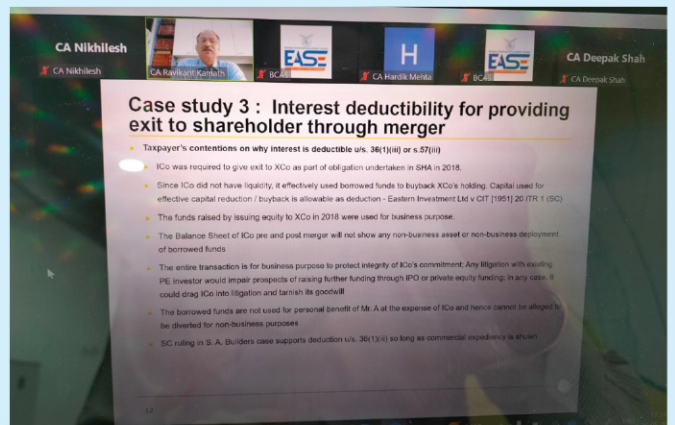 CA Nikhilesh
CA Nikhilesh
CA Ravikant Kamath
EASE
BCAS
H
CA Hardik Mehta
EASE
BCAS
CA Deepak Shah
CA Deepak Shah
Case study 3 : Interest deductibility for providing
exit to shareholder through merger
Taxpayer's contentions on why interest is deductible u/s. 36(1)(iii) or s.57(iii)
ICo was required to give exit to XCo as part of obligation undertaken in SHA in 2018.
Since ICo did not have liquidity, it effectively used borrowed funds to buyback XCo's holding. Capital used for
effective capital reduction / buyback is allowable as deduction - Eastern Investment Ltd v CIT [1951] 20 ITR 1 (SC)
The funds raised by issuing equity to XCo in 2018 were used for business purpose.
The Balance Sheet of ICo pre and post merger will not show any non-business asset or non-business deployment
of borrowed funds
The entire transaction is for business purpose to protect integrity of ICo's commitment; Any litigation with existing
PE investor would impair prospects of raising further funding through IPO or private equity funding; in any case, it
could drag ICo into litigation and tarnish its goodwill
The borrowed funds are not used for personal benefit of Mr. A at the expense of ICo and hence cannot be alleged to
be diverted for non-business purposes
SC ruling in S. A. Builders case supports deduction u/s. 36(1)(iii) so long as commercial expediency is shown
12